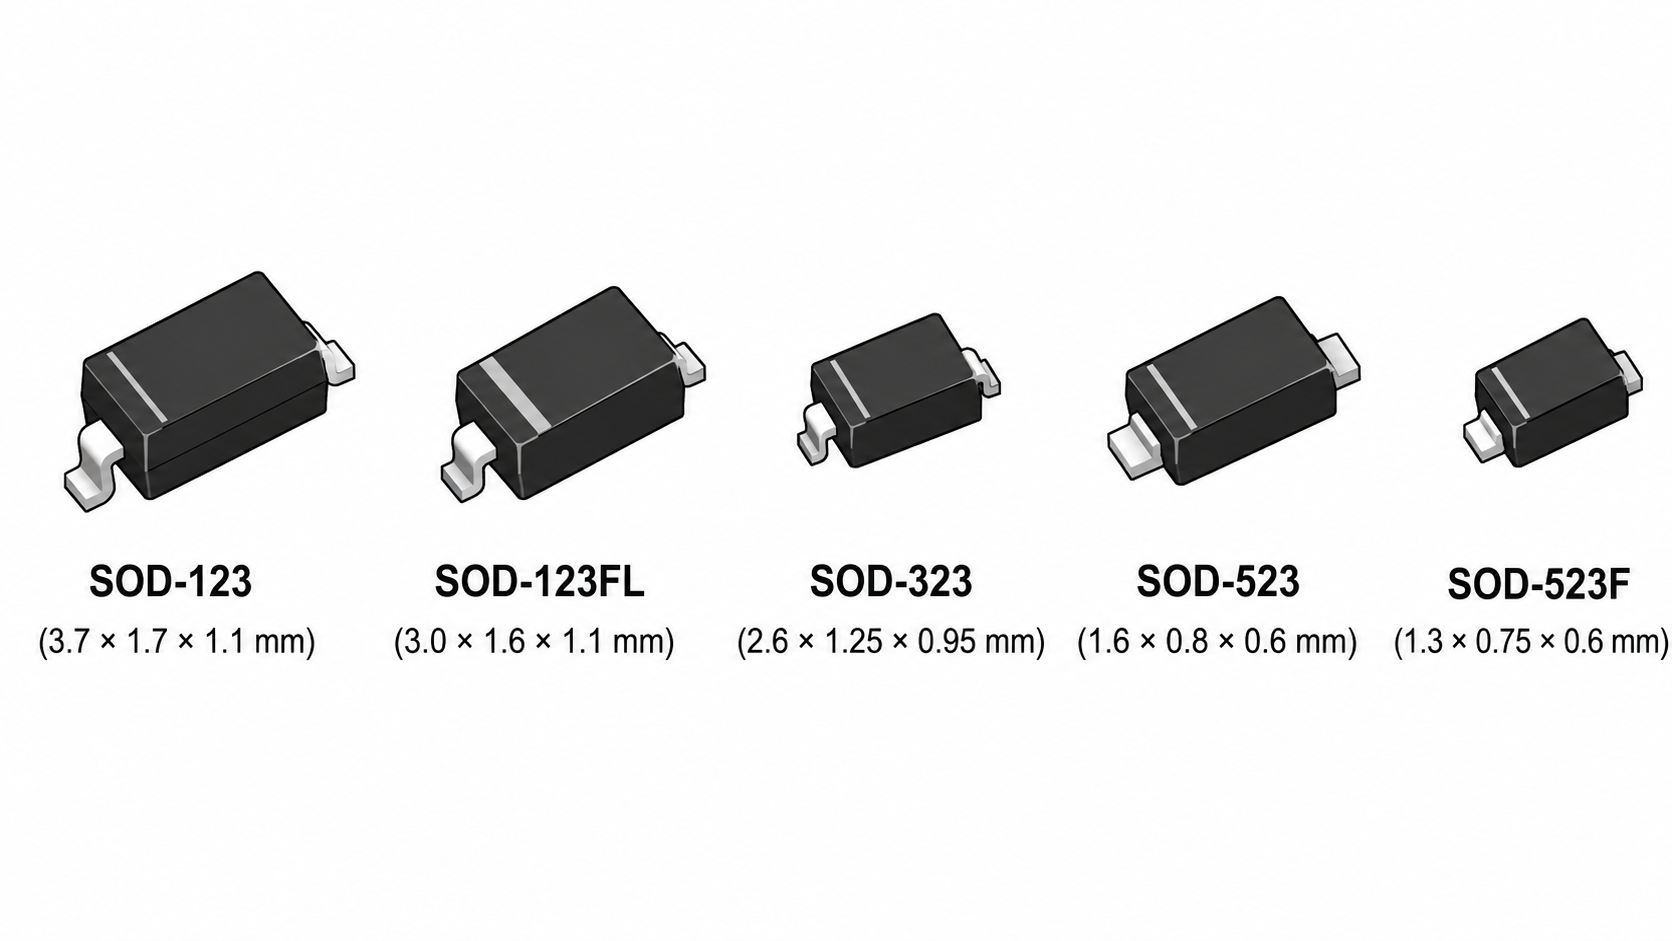 SOD-123
(3.7 × 1.7 × 1.1 mm)
SOD-123FL
(3.0 × 1.6 × 1.1 mm)
SOD-323
(2.6 × 1.25 × 0.95 mm)
SOD-523
(1.6 × 0.8 × 0.6 mm)
SOD-523F
(1.3 × 0.75 × 0.6 mm)